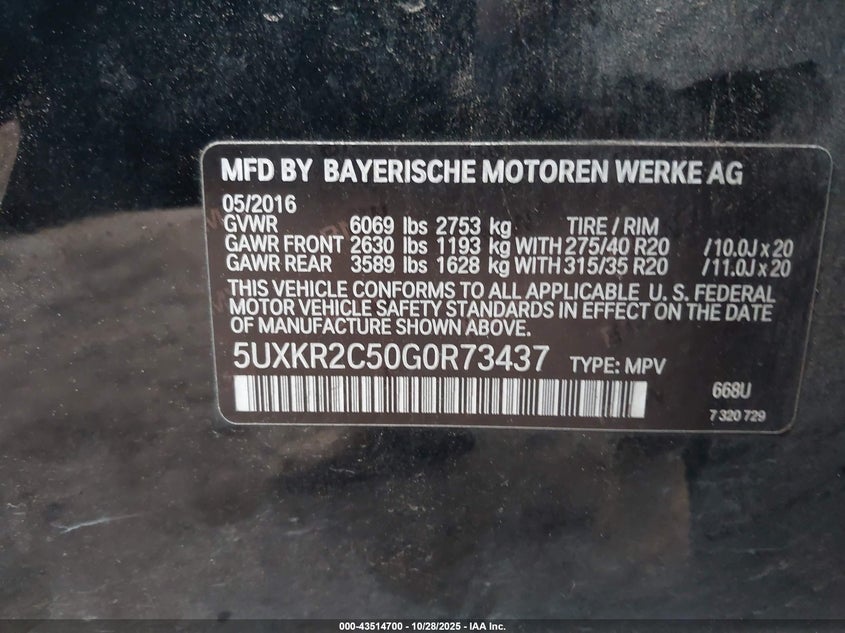 MFD BY BAYERISCHE MOTOREN WERKE AG
05/2016
GVWR 6069 lbs 2753 kg TIRE / RIM
GAWR FRONT 2630 lbs 1193 kg WITH 275/40 R20 /10.0J x 20
GAWR REAR 3589 lbs 1628 kg WITH 315/35 R20 /11.0J x 20
THIS VEHICLE CONFORMS TO ALL APPLICABLE U. S. FEDERAL
MOTOR VEHICLE SAFETY STANDARDS IN EFFECT ON THE DATE
OF MANUFACTURE SHOWN ABOVE.
5UXKR2C50G0R73437 TYPE: MPV
668U
7 320 729
000-43514700 - 10/28/2025 - IAA Inc.